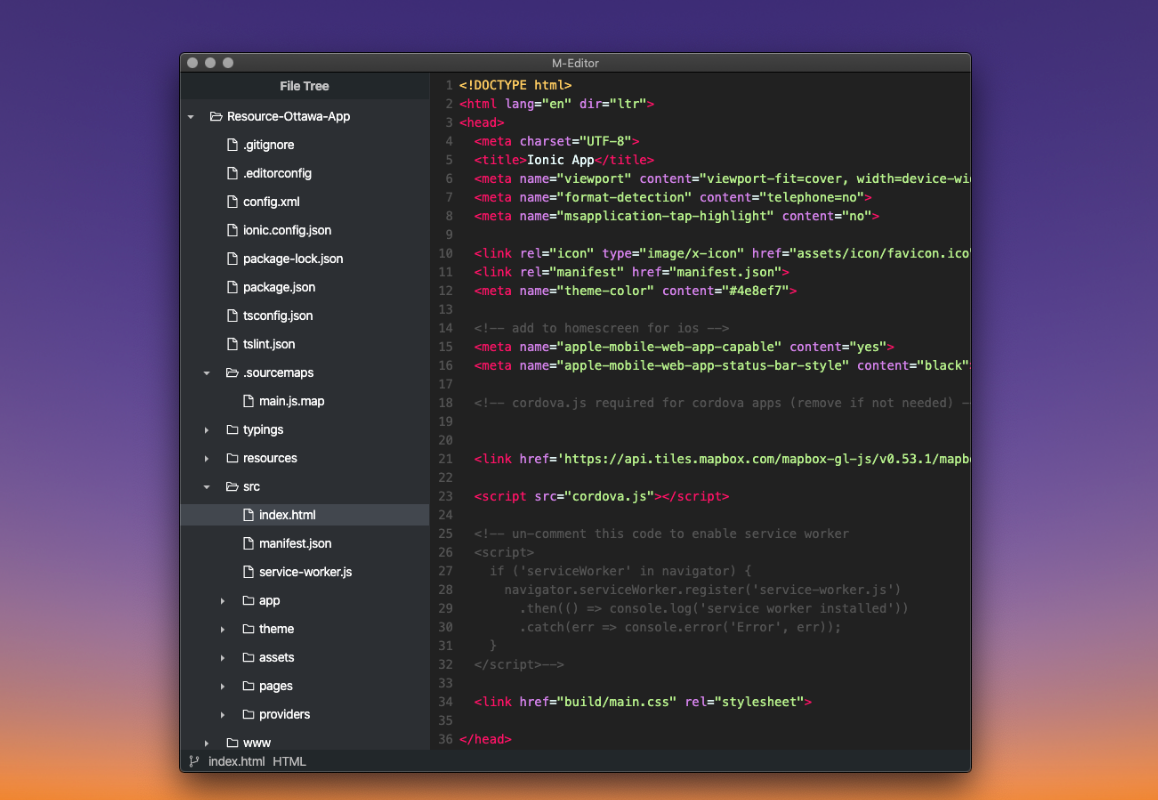 M-Editor
File Tree
Resource-Ottawa-App
.gitignore
.editorconfig
config.xml
ionic.config.json
package-lock.json
package.json
tsconfig.json
tslint.json
.sourcemaps
main.js.map
typings
resources
src
index.html
manifest.json
service-worker.js
app
theme
assets
pages
providers
www
1 <!DOCTYPE html>
2 <html lang="en" dir="ltr">
3 <head>
4 <meta charset="UTF-8">
5 <title>Ionic App</title>
6 <meta name="viewport" content="viewport-fit=cover, width=device-wi
7 <meta name="format-detection" content="telephone=no">
8 <meta name="msapplication-tap-highlight" content="no">
9
10 <link rel="icon" type="image/x-icon" href="assets/icon/favicon.ico"
11 <link rel="manifest" href="manifest.json">
12 <meta name="theme-color" content="#4e8ef7">
13
14 <!-- add to homescreen for ios -->
15 <meta name="apple-mobile-web-app-capable" content="yes">
16 <meta name="apple-mobile-web-app-status-bar-style" content="black"
17
18 <!-- cordova.js required for cordova apps (remove if not needed) -
19
20
21 <link href='https://api.tiles.mapbox.com/mapbox-gl-js/v0.53.1/mapbo
22
23 <script src="cordova.js"></script>
24
25 <!-- un-comment this code to enable service worker
26 <script>
27 if ('serviceWorker' in navigator) {
28 navigator.serviceWorker.register('service-worker.js')
29 .then(() => console.log('service worker installed'))
30 .catch(err => console.error('Error', err));
31 }
32 </script>-->
33
34 <link href="build/main.css" rel="stylesheet">
35
36 </head>
index.html HTML